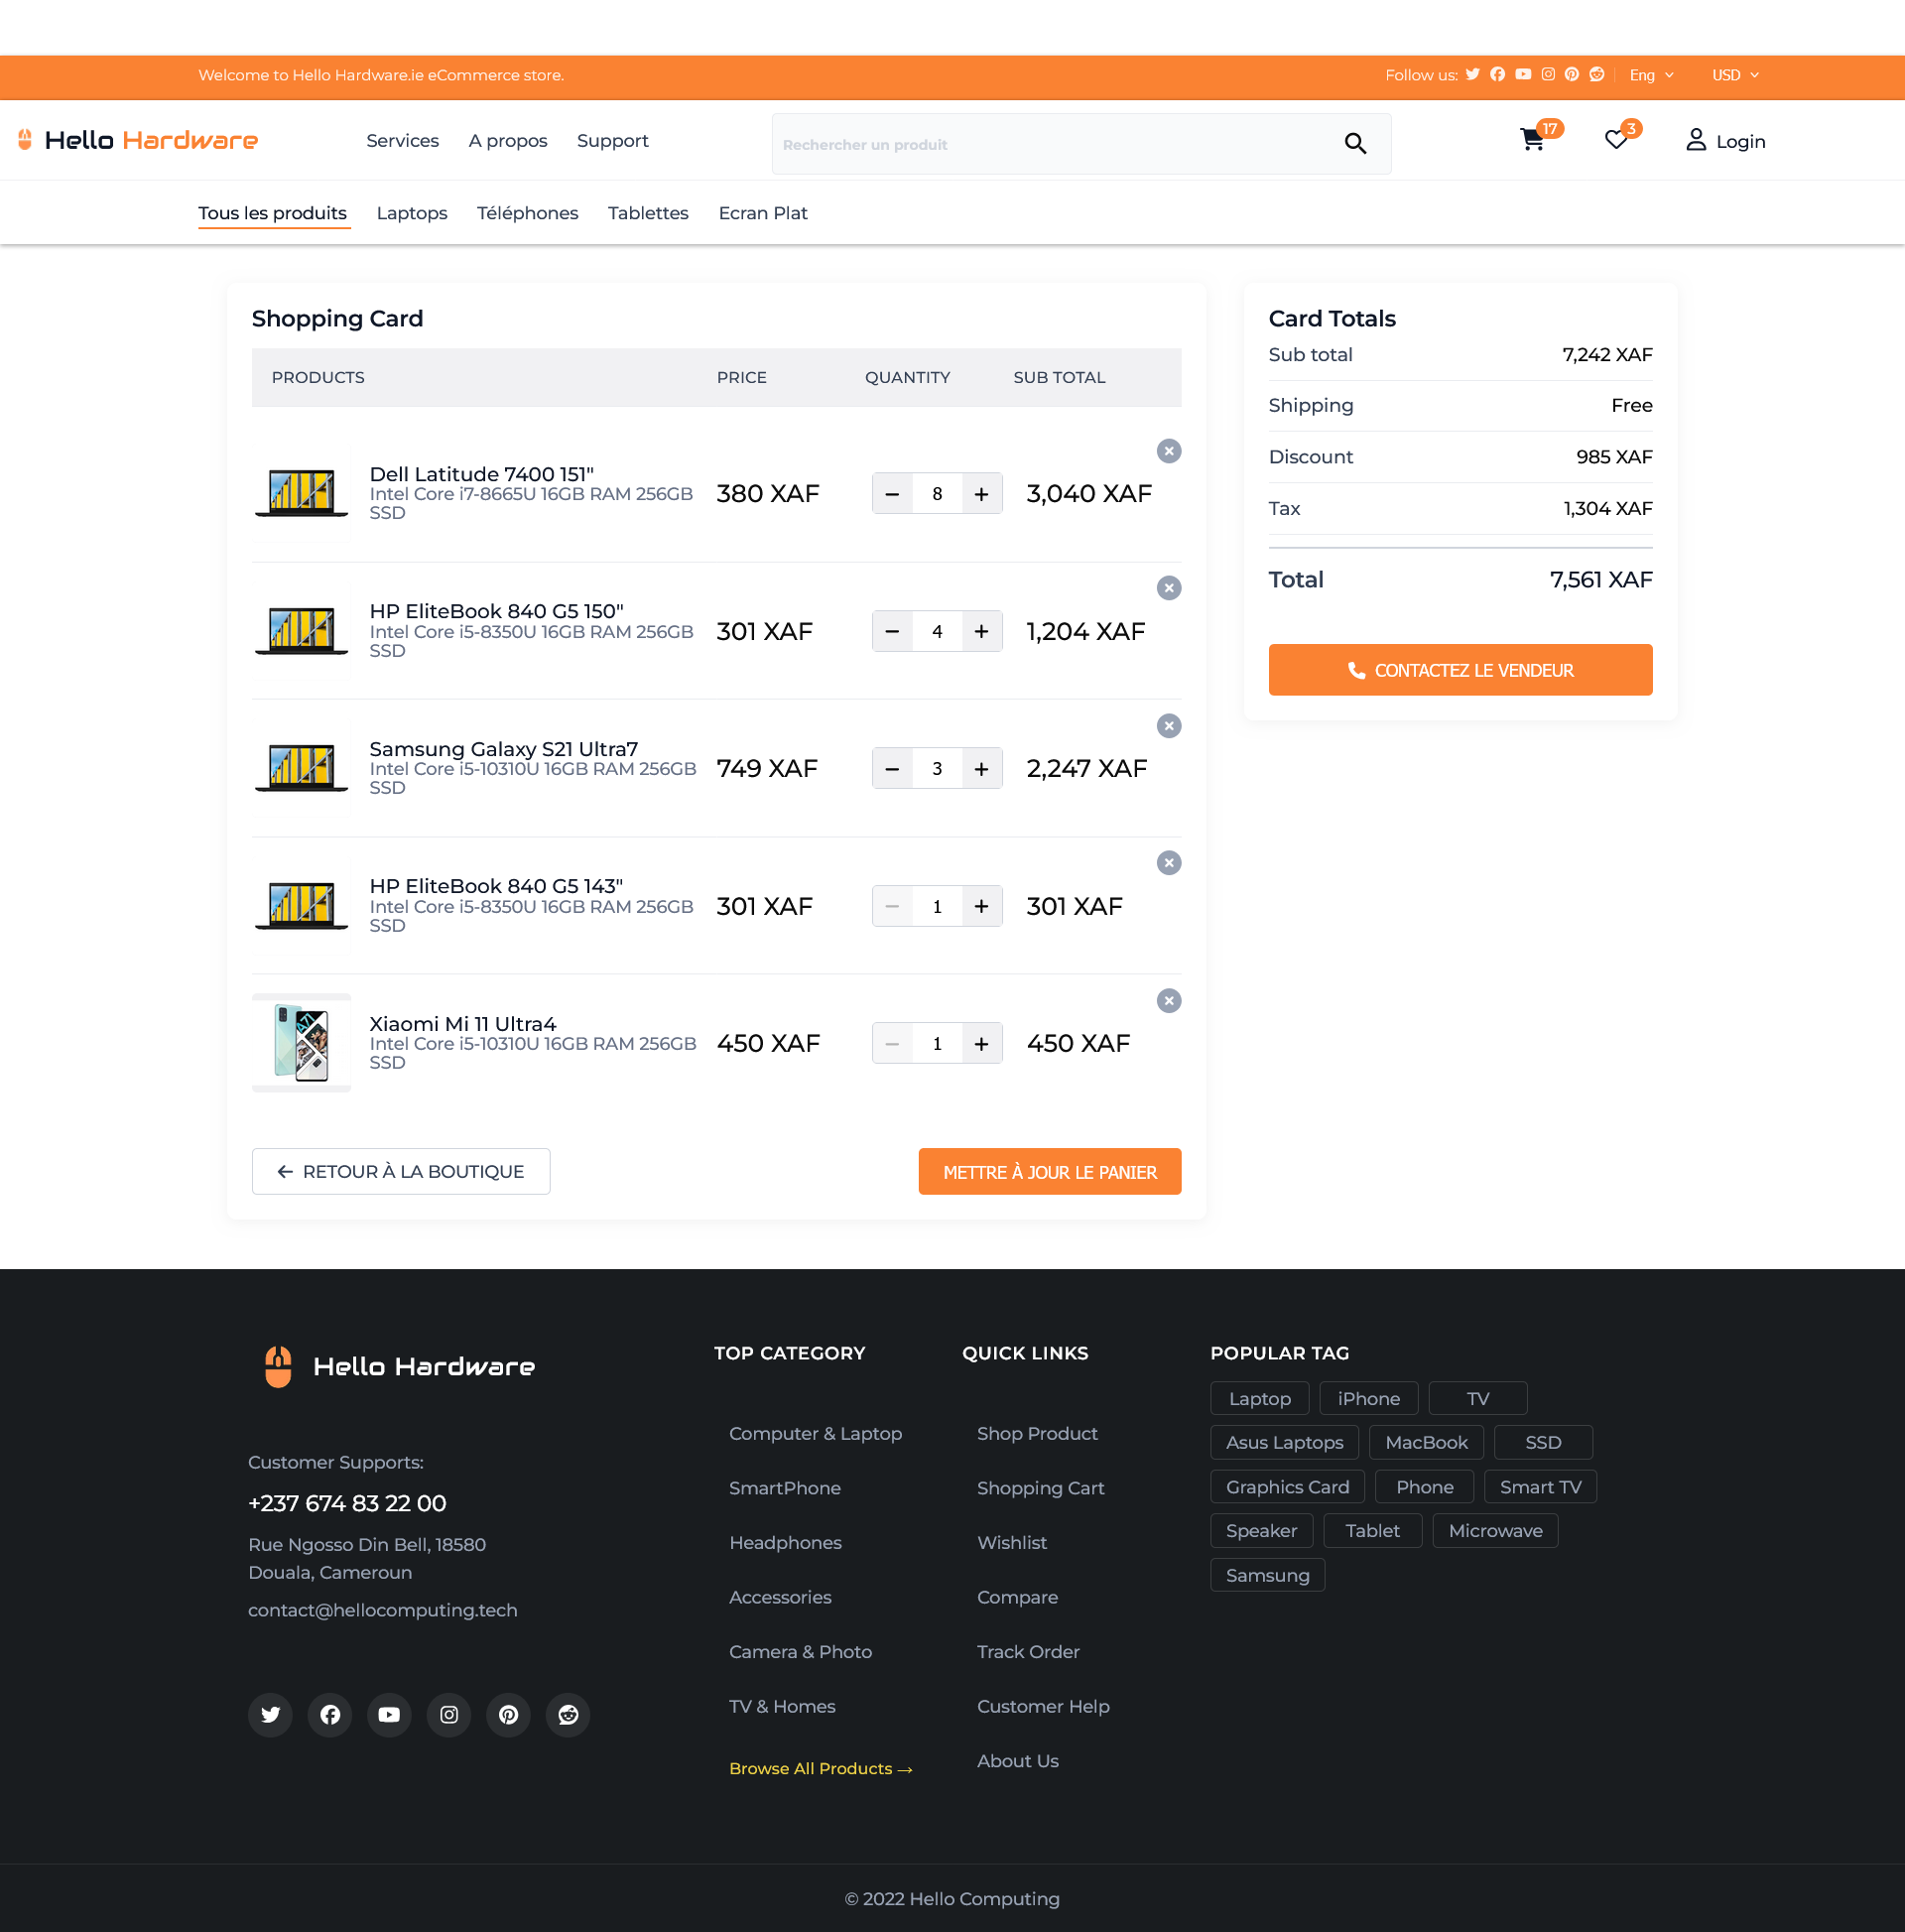 Welcome to Hello Hardware.ie eCommerce store.
Follow us:
Eng
USD
Hello Hardware
Services
A propos
Support
Rechercher un produit
17
3
Login
Tous les produits
Laptops
Téléphones
Tablettes
Ecran Plat
Shopping Card
PRODUCTS
PRICE
QUANTITY
SUB TOTAL
Dell Latitude 7400 151"
Intel Core i7-8665U 16GB RAM 256GB
SSD
380 XAF
8
3,040 XAF
HP EliteBook 840 G5 150"
Intel Core i5-8350U 16GB RAM 256GB
SSD
301 XAF
4
1,204 XAF
Samsung Galaxy S21 Ultra7
Intel Core i5-10310U 16GB RAM 256GB
SSD
749 XAF
3
2,247 XAF
HP EliteBook 840 G5 143"
Intel Core i5-8350U 16GB RAM 256GB
SSD
301 XAF
1
301 XAF
A71
Xiaomi Mi 11 Ultra4
Intel Core i5-10310U 16GB RAM 256GB
SSD
450 XAF
1
450 XAF
← RETOUR À LA BOUTIQUE
METTRE À JOUR LE PANIER
Card Totals
Sub total
7,242 XAF
Shipping
Free
Discount
985 XAF
Tax
1,304 XAF
Total
7,561 XAF
CONTACTEZ LE VENDEUR
Hello Hardware
Customer Supports:
+237 674 83 22 00
Rue Ngosso Din Bell, 18580
Douala, Cameroun
contact@hellocomputing.tech
TOP CATEGORY
Computer & Laptop
SmartPhone
Headphones
Accessories
Camera & Photo
TV & Homes
Browse All Products →
QUICK LINKS
Shop Product
Shopping Cart
Wishlist
Compare
Track Order
Customer Help
About Us
POPULAR TAG
Laptop
iPhone
TV
Asus Laptops
MacBook
SSD
Graphics Card
Phone
Smart TV
Speaker
Tablet
Microwave
Samsung
© 2022 Hello Computing